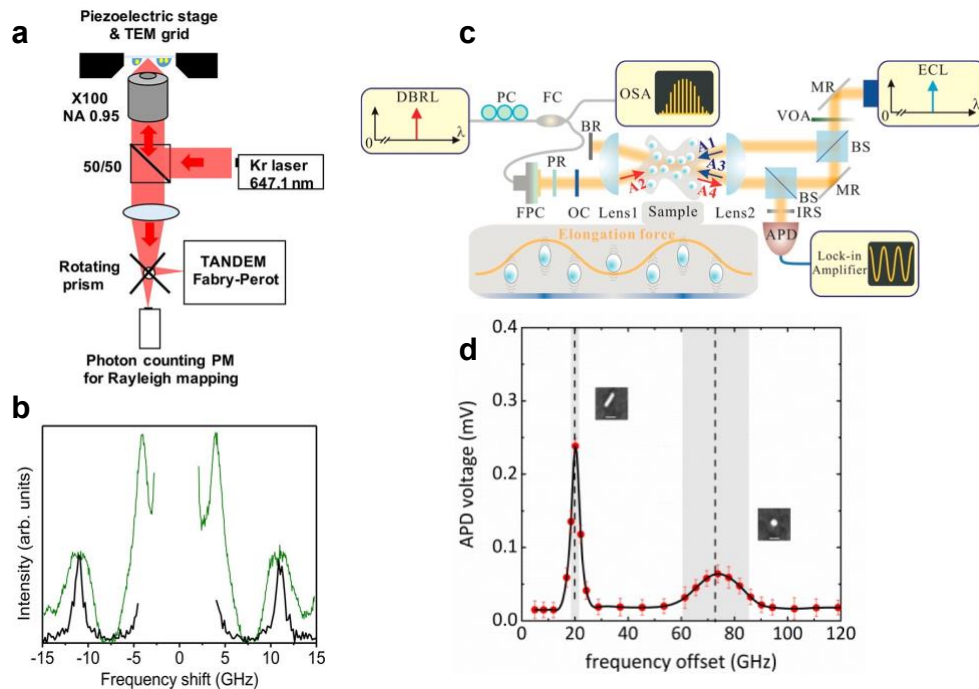 a
Piezoelectric stage
& TEM grid
X100
NA 0.95
50/50
Kr laser
647.1 nm
Rotating
prism
TANDEM
Fabry-Perot
Photon counting PM
for Rayleigh mapping
b
Intensity (arb. units)
-15 -10 -5 0 5 10 15
Frequency shift (GHz)
c
DBRL
0
λ
PC
FC
OSA
MR
ECL
0
λ
VOA
BS
BR
PR
A1
A3
A2
A4
FPC
OC
Lens1
Sample
Lens2
BS
MR
IRS
APD
Elongation force
Lock-in
Amplifier
d
APD voltage (mV)
0.4
0.3
0.2
0.1
0.0
0 20 40 60 80 100 120
frequency offset (GHz)